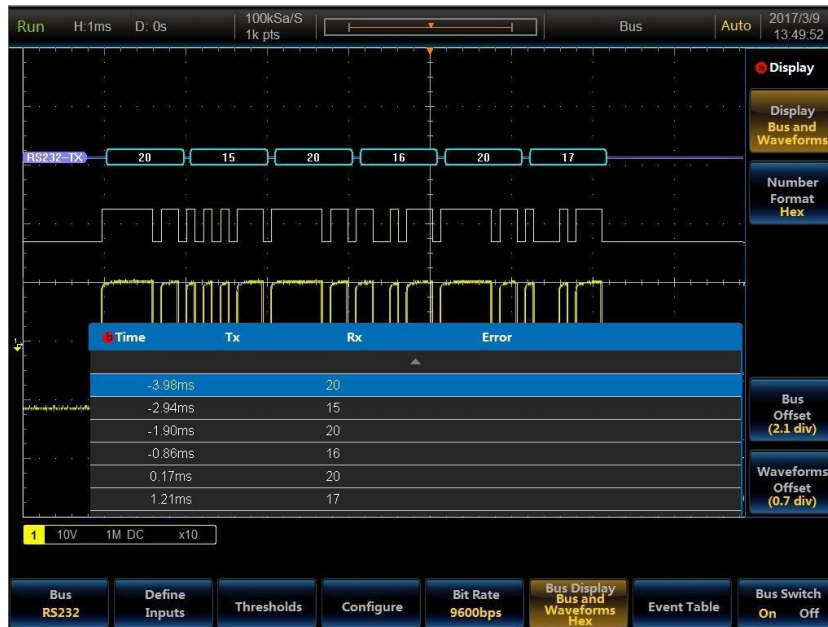 Run H:1ms D: 0s 100kSa/S Bus Auto 2017/3/9
1k pts 13:49:52
a Display
Display
Bus and
Waveforms
RS232-TX 20 15 20 16 20 17
Number
Format
Hex
b Time Tx Rx Error
-3.98ms 20
-2.94ms 15
-1.90ms 20
-0.86ms 16
0.17ms 20
1.21ms 17
Bus
Offset
(2.1 div)
Waveforms
Offset
(0.7 div)
1 10V 1M DC x10
Bus
RS232
Define
Inputs
Thresholds
Configure
Bit Rate
9600bps
Bus Display
Bus and
Waveforms
Hex
Event Table
Bus Switch
On Off